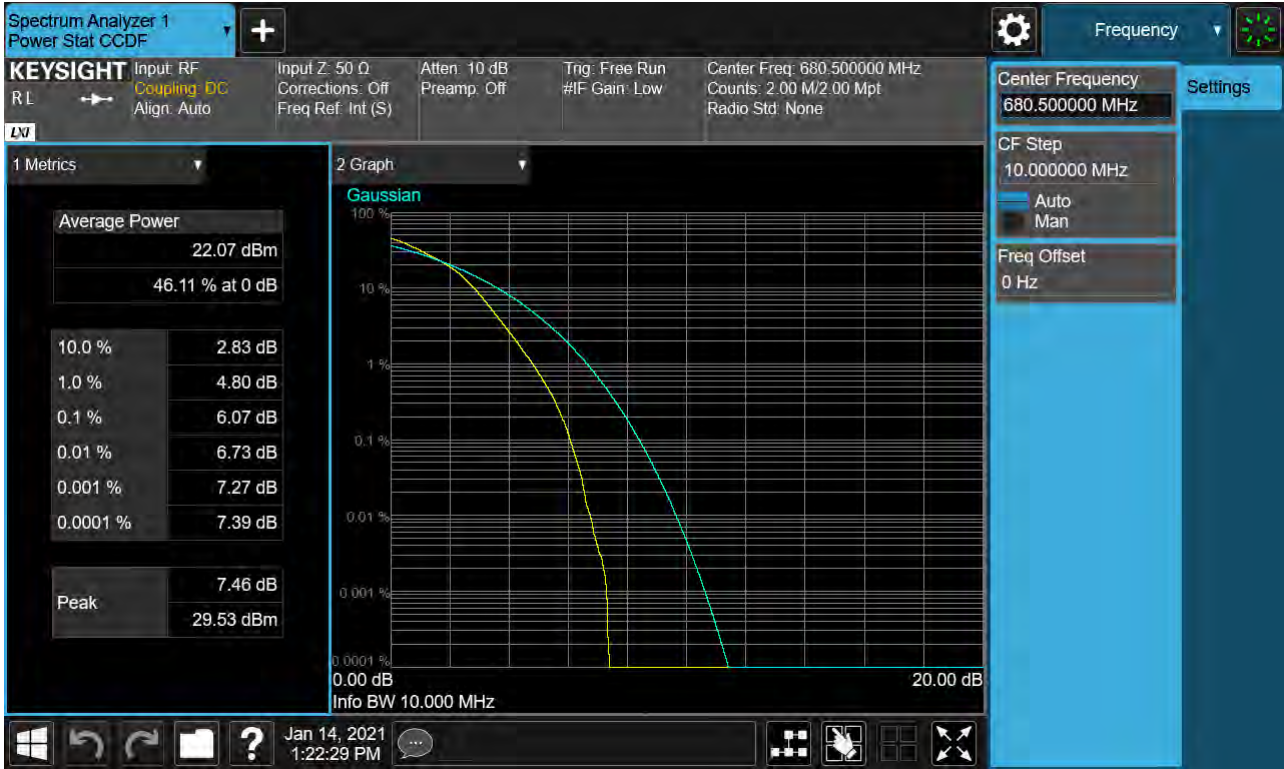 Spectrum Analyzer 1
Power Stat CCDF
Frequency
KEYSIGHT
R L
LXI
Input: RF
Coupling: DC
Align: Auto
Input Z: 50 Ω
Corrections: Off
Freq Ref: Int (S)
Atten: 10 dB
Preamp: Off
Trig: Free Run
#IF Gain: Low
Center Freq: 680.500000 MHz
Counts: 2.00 M/2.00 Mpt
Radio Std: None
Center Frequency
680.500000 MHz
Settings
CF Step
10.000000 MHz
Auto
Man
Freq Offset
0 Hz
1 Metrics
Average Power
22.07 dBm
46.11 % at 0 dB
10.0 % 2.83 dB
1.0 % 4.80 dB
0.1 % 6.07 dB
0.01 % 6.73 dB
0.001 % 7.27 dB
0.0001 % 7.39 dB
Peak
7.46 dB
29.53 dBm
2 Graph
Gaussian
100 %
10 %
1 %
0.1 %
0.01 %
0.001 %
0.0001 %
0.00 dB 20.00 dB
Info BW 10.000 MHz
?
Jan 14, 2021
1:22:29 PM